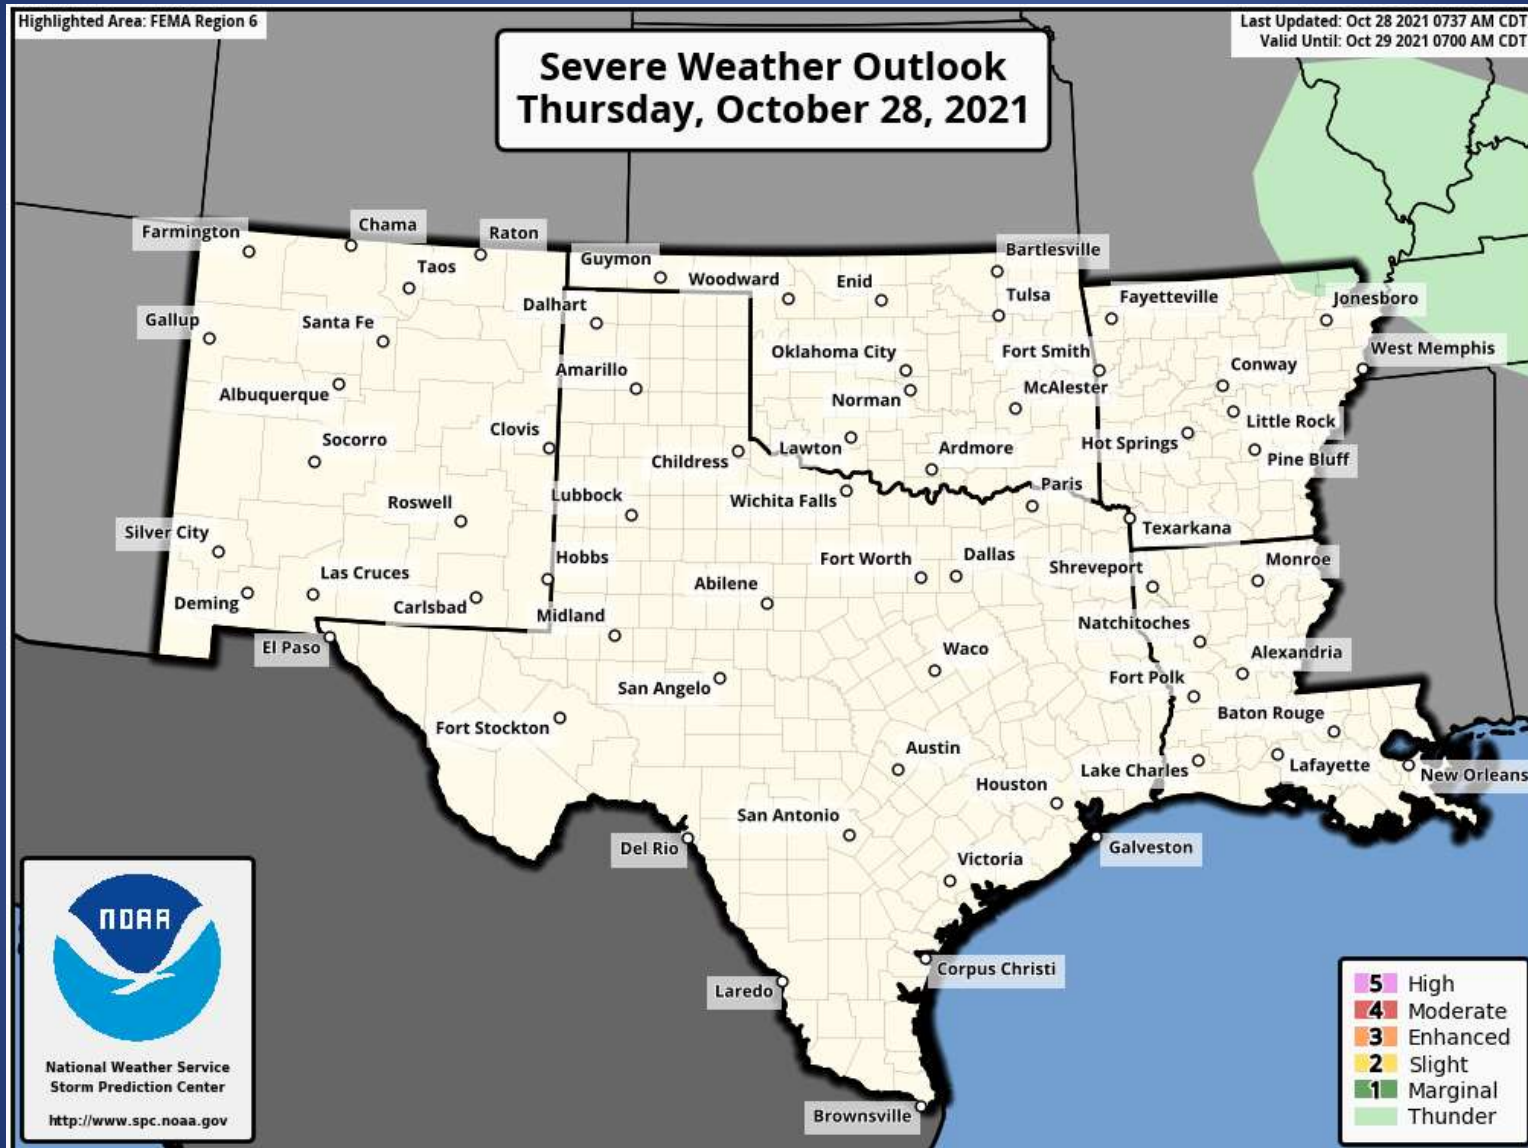 Highlighted Area: FEMA Region 6
Last Updated: Oct 28 2021 0737 AM CDT
Valid Until: Oct 29 2021 0700 AM CDT
Severe Weather Outlook
Thursday, October 28, 2021
Farmington
Chama
Raton
Taos
Guymon
Woodward
Enid
Bartlesville
Tulsa
Fayetteville
Jonesboro
Gallup
Santa Fe
Dalhart
Oklahoma City
Fort Smith
West Memphis
Conway
Albuquerque
Amarillo
Norman
McAlester
Little Rock
Socorro
Clovis
Childress
Lawton
Ardmore
Hot Springs
Pine Bluff
Roswell
Lubbock
Wichita Falls
Paris
Texarkana
Silver City
Las Cruces
Hobbs
Abilene
Fort Worth
Dallas
Shreveport
Monroe
Deming
Carlsbad
Midland
Natchitoches
El Paso
Waco
Alexandria
San Angelo
Fort Polk
Fort Stockton
Baton Rouge
Austin
Houston
Lake Charles
Lafayette
New Orleans
San Antonio
Del Rio
Victoria
Galveston
Corpus Christi
Laredo
Brownsville
NOAA
National Weather Service
Storm Prediction Center
http://www.spc.noaa.gov
5 High
4 Moderate
3 Enhanced
2 Slight
1 Marginal
Thunder